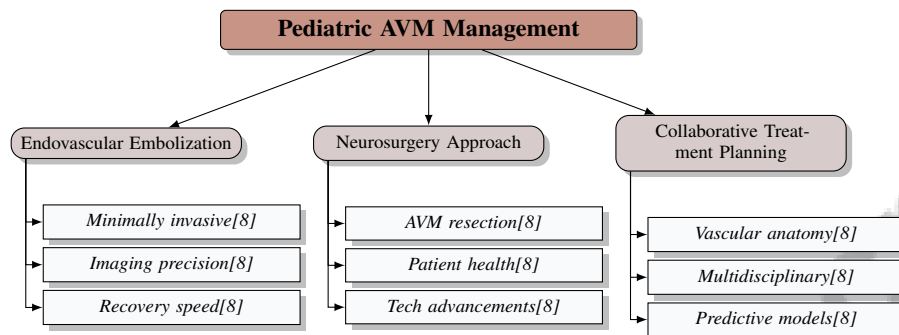 Pediatric AVM Management
Endovascular Embolization
Neurosurgery Approach
Collaborative Treat-
ment Planning
Minimally invasive[8]
Imaging precision[8]
Recovery speed[8]
AVM resection[8]
Patient health[8]
Tech advancements[8]
Vascular anatomy[8]
Multidisciplinary[8]
Predictive models[8]